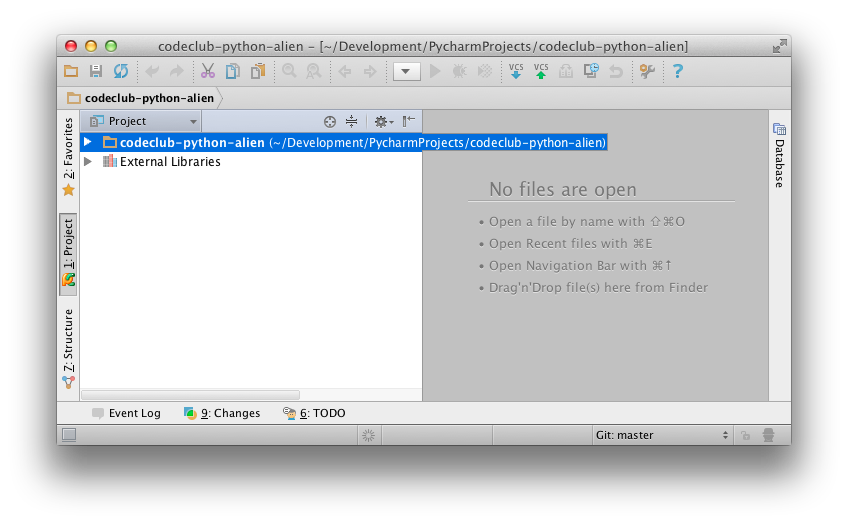 codeclub-python-alien – [~/Development/PycharmProjects/codeclub-python-alien]
VCS VCS ?
codeclub-python-alien
2: Favorites
1: Project
7: Structure
Project
codeclub-python-alien (~/Development/PycharmProjects/codeclub-python-alien)
External Libraries
No files are open
• Open a file by name with ⇧⌘O
• Open Recent files with ⌘E
• Open Navigation Bar with ⌘↑
• Drag'n'Drop file(s) here from Finder
Database
Event Log 9: Changes 6: TODO
Git: master